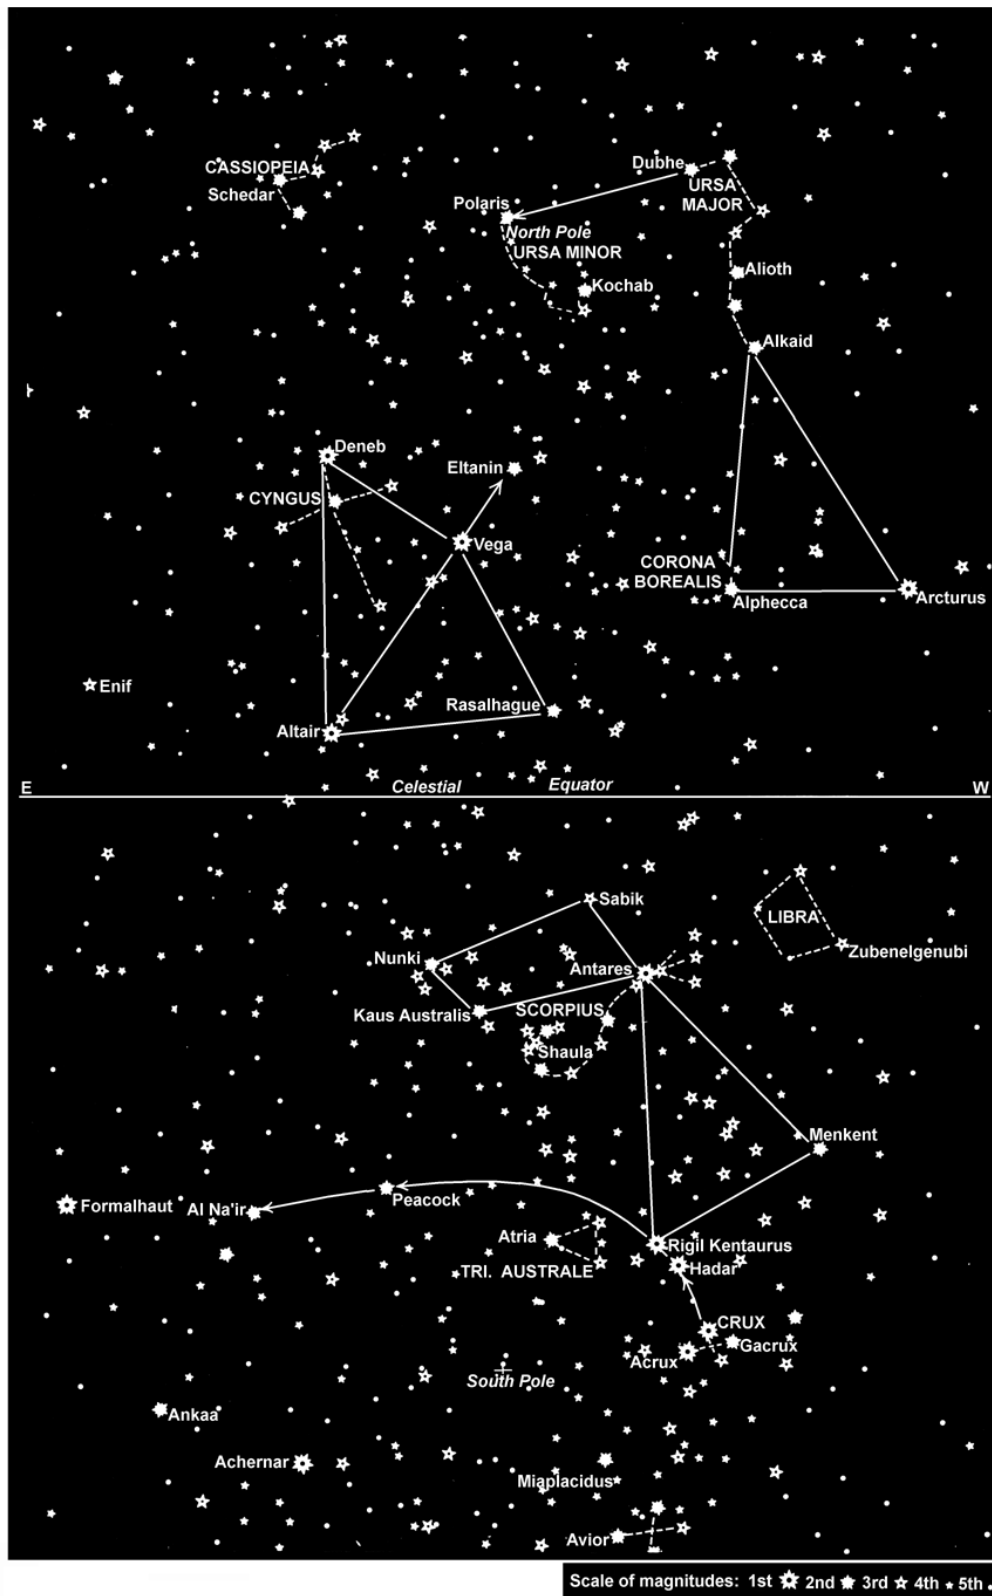 CASSIOPEIA
Schedar
Dubhe
URSA
MAJOR
Polaris
North Pole
URSA MINOR
Kochab
Alioth
Alkaid
Deneb
Eltanin
CYNGUS
Vega
CORONA
BOREALIS
Alphecca
Arcturus
Enif
Rasalhague
Altair
E
Celestial
Equator
W
Sabik
LIBRA
Zubenelgenubi
Nunki
Antares
Kaus Australis
SCORPIUS
Shaula
Menkent
Formalhaut
Al Na'ir
Peacock
Atria
Rigil Kentaurus
Hadar
TRI. AUSTRALE
CRUX
Gacrux
Acrux
South Pole
Ankaa
Achernar
Miaplacidus
Avior
Scale of magnitudes: 1st 2nd 3rd 4th 5th